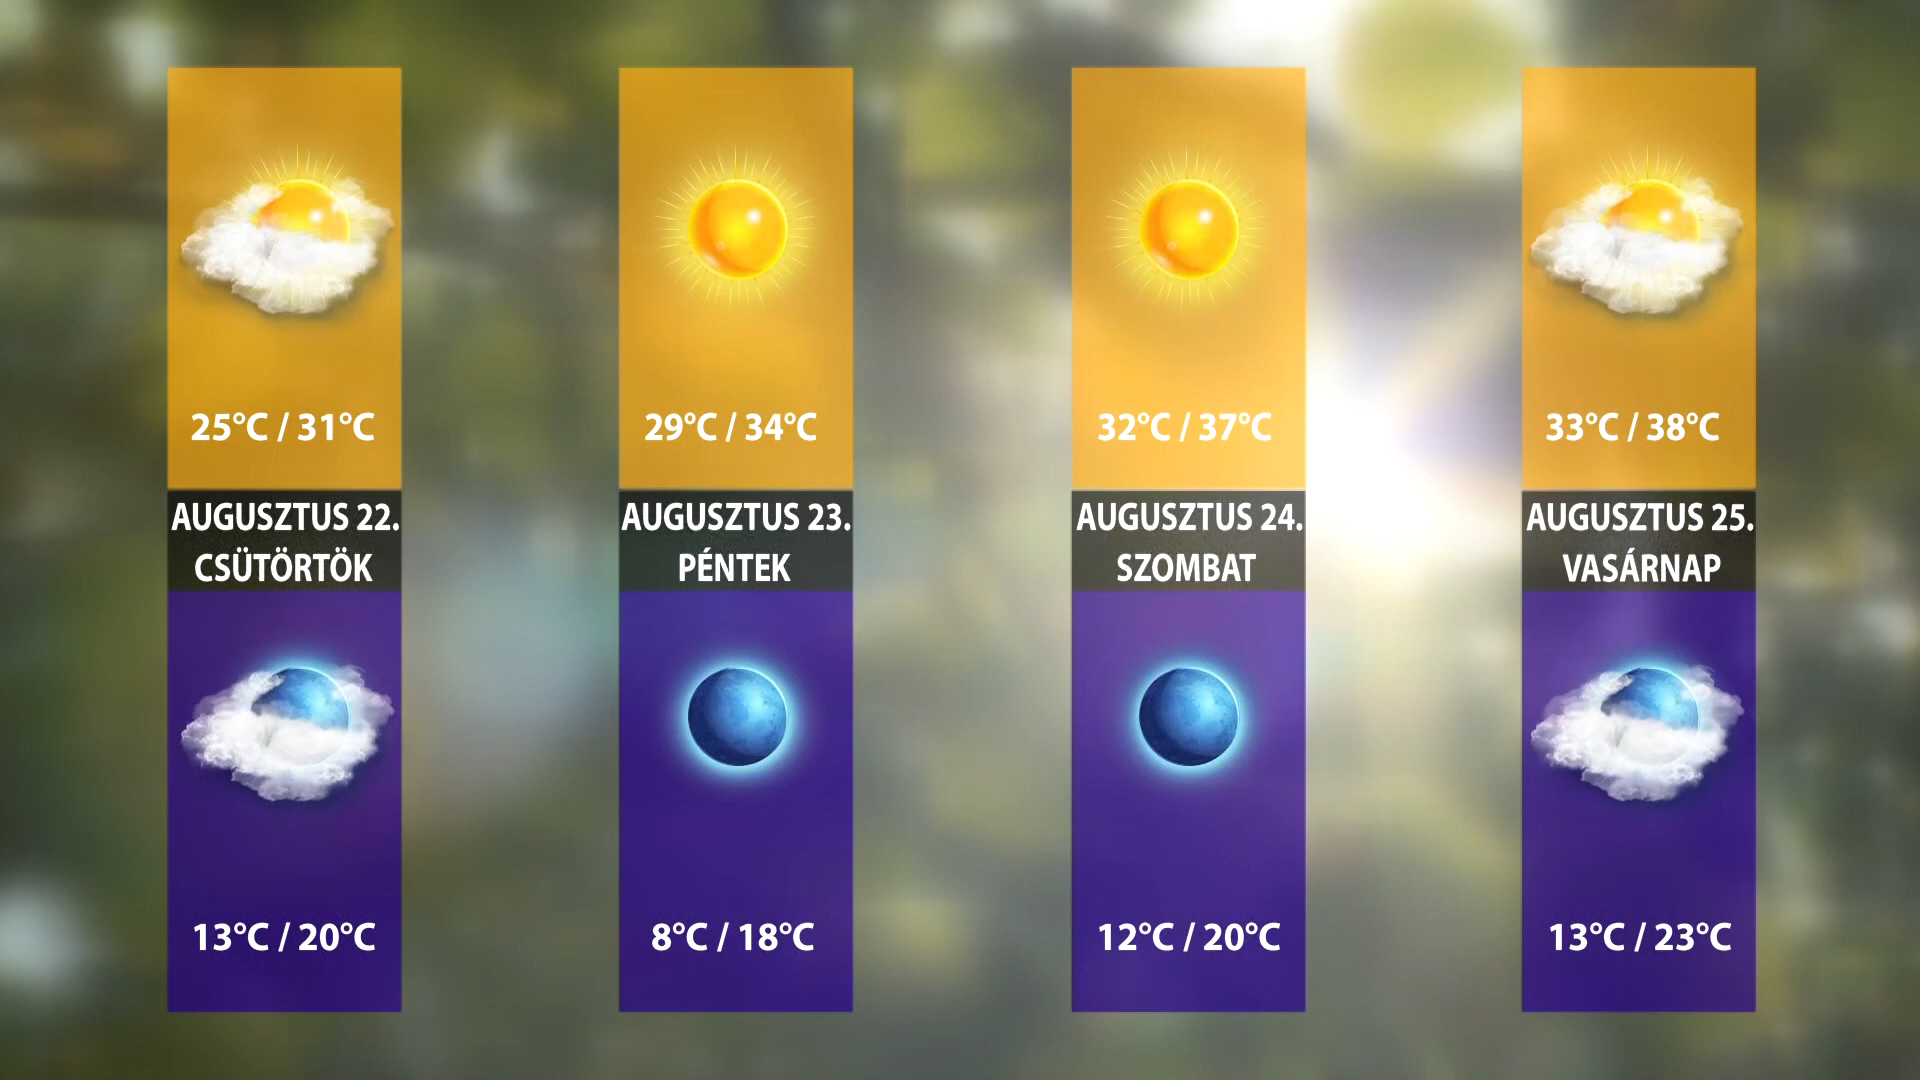 25°C / 31°C
AUGUSZTUS 22.
CSÜTÖRTÖK
13°C / 20°C
29°C / 34°C
AUGUSZTUS 23.
PÉNTEK
8°C / 18°C
32°C / 37°C
AUGUSZTUS 24.
SZOMBAT
12°C / 20°C
33°C / 38°C
AUGUSZTUS 25.
VASÁRNAP
13°C / 23°C